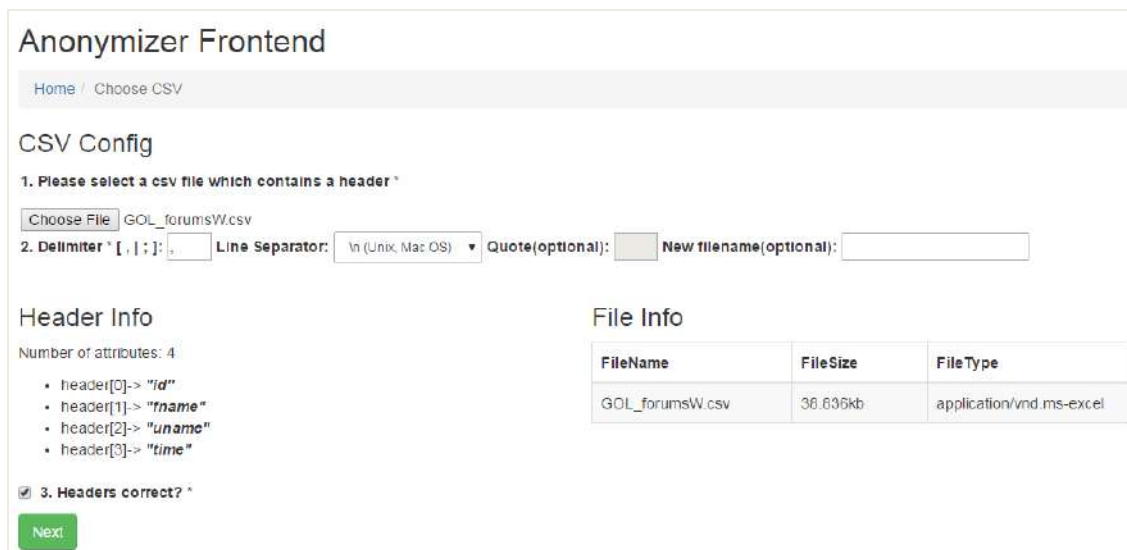 Anonymizer Frontend
Home / Choose CSV
CSV Config
1. Please select a csv file which contains a header *
Choose File GOL_forumsW.csv
2. Delimiter * [ , | ; ]: , Line Separator: \n (Unix, Mac OS) Quote(optional): New filename(optional):
Header Info
Number of attributes: 4
header[0]-> "id"
header[1]-> "fname"
header[2]-> "uname"
header[3]-> "time"
File Info
FileName FileSize FileType
GOL_forumsW.csv 38.836kb application/vnd.ms-excel
3. Headers correct? *
Next